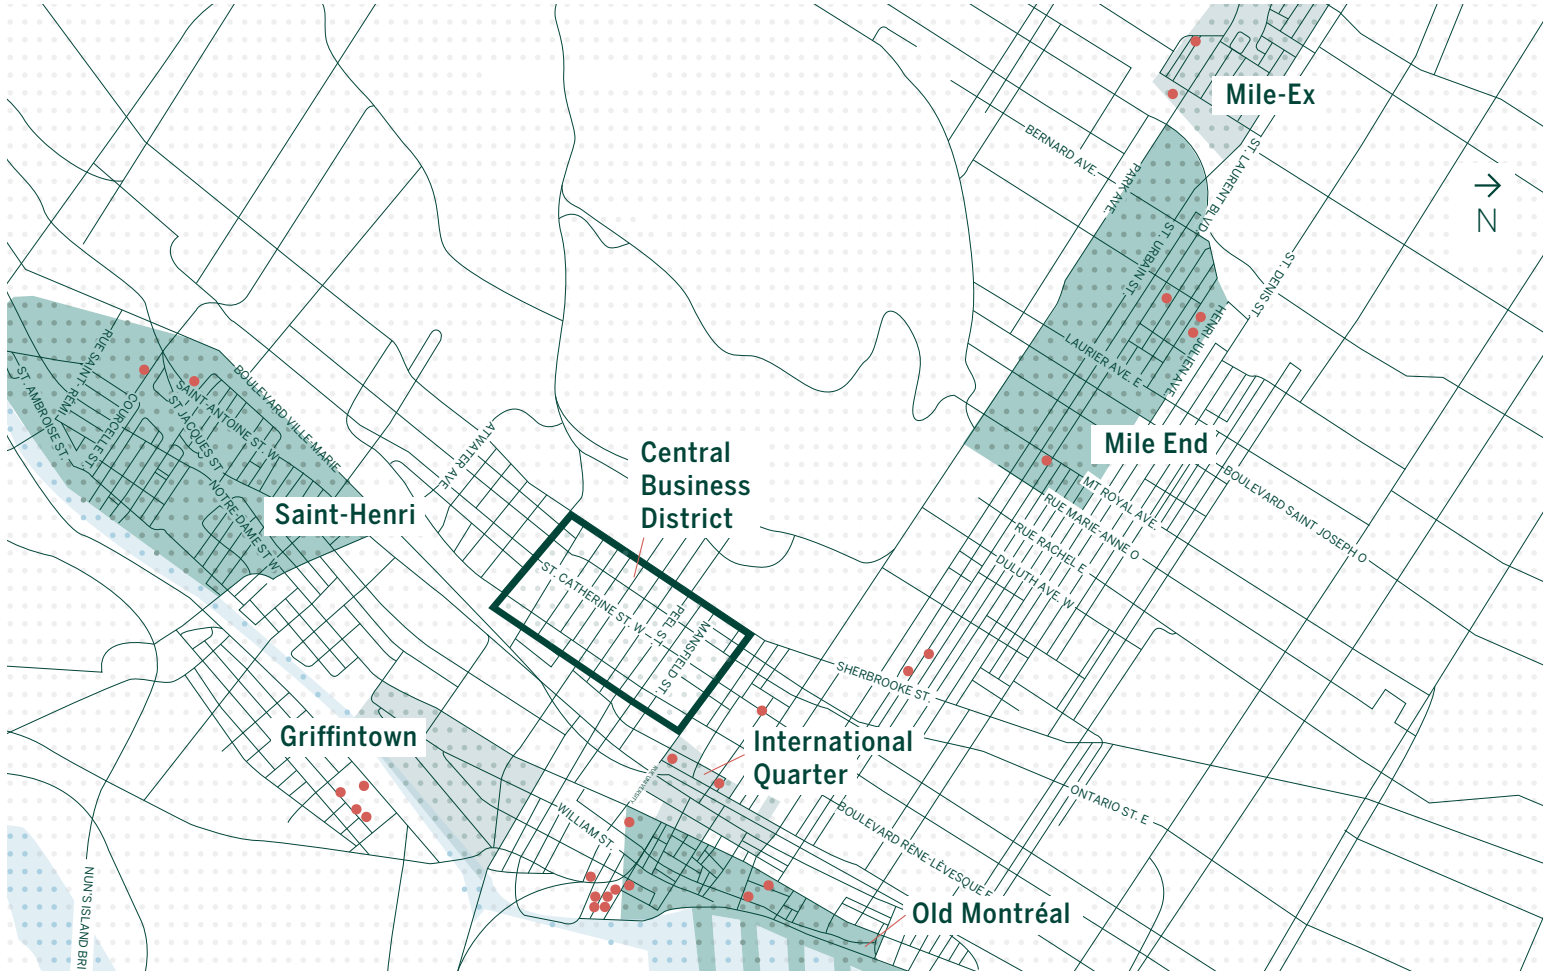 Mile-Ex
BERNARD AVE.
PARK AVE.
ST. LAURENT BLVD.
N
ST. URBAIN ST.
ST. DENIS ST.
HENRI JULIEN AVE.
LAURIER AVE. E
RUE SAINT-RÉMI
ST. AMBROISE ST.
COURCELLE ST.
SAINT-ANTOINE ST. W
ST JACQUES ST.
BOULEVARD VILLE-MARIE
NOTRE-DAME ST W.
ATWATER AVE
Mile End
Central
Business
District
Saint-Henri
BOULEVARD SAINT JOSEPH O
MT ROYAL AVE.
RUE MARIE-ANNE O
RUE RACHEL E
DULUTH AVE. W
ST. CATHERINE ST. W.
PEEL ST.
MANSFIELD ST.
SHERBROOKE ST.
Griffintown
International
Quarter
RUE UNIVERSITY
WILLIAM ST.
ONTARIO ST. E
BOULEVARD RENE-LÉVESQUE E
NUN'S ISLAND BRI
Old Montréal